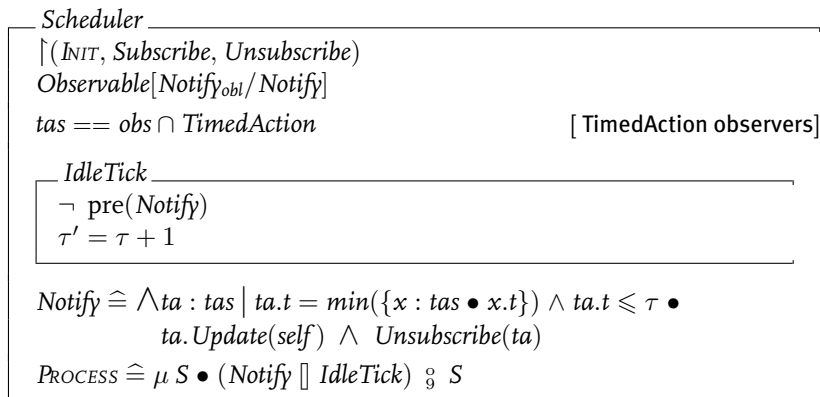 Scheduler
↾(INIT, Subscribe, Unsubscribe)
Observable[Notify_obl/Notify]
tas == obs ∩ TimedAction [ TimedAction observers]
IdleTick
¬ pre(Notify)
τ′ = τ + 1
Notify ≙ ⋀ta : tas | ta.t = min({x : tas • x.t}) ∧ ta.t ⩽ τ •
ta.Update(self) ∧ Unsubscribe(ta)
PROCESS ≙ μ S • (Notify [] IdleTick) ⨟ S